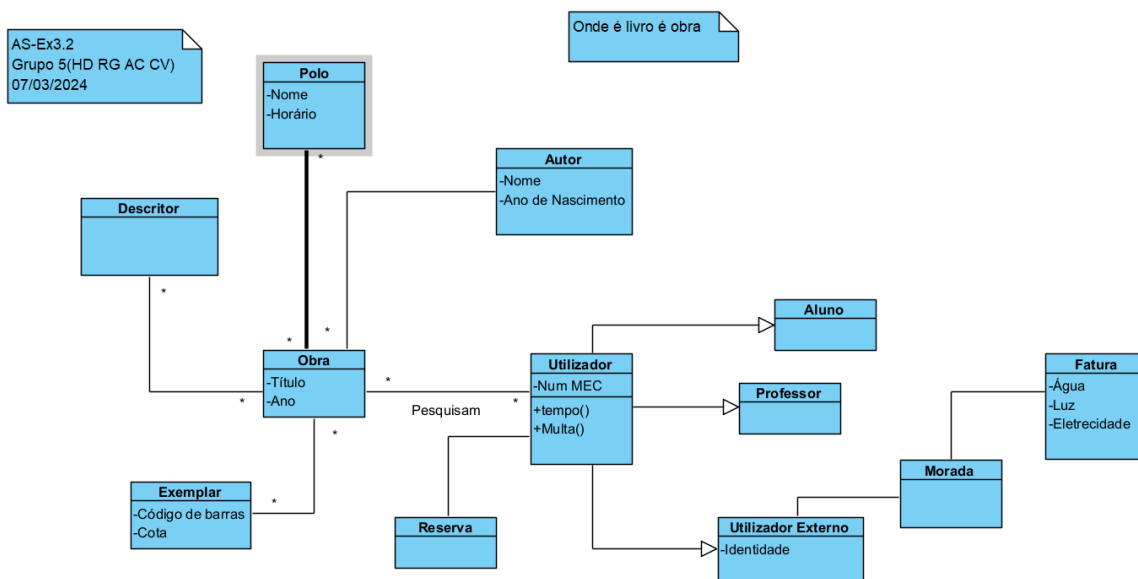 AS-Ex3.2
Grupo 5(HD RG AC CV)
07/03/2024
Onde é livro é obra
Polo
-Nome
-Horário
*
Autor
-Nome
-Ano de Nascimento
Descritor
*
*
*
Aluno
Obra
-Título
-Ano
*
*
*
*
Pesquisam
Utilizador
-Num MEC
+tempo()
+Multa()
Professor
Fatura
-Água
-Luz
-Eletrecidade
Exemplar
-Código de barras
-Cota
*
Reserva
Morada
Utilizador Externo
-Identidade